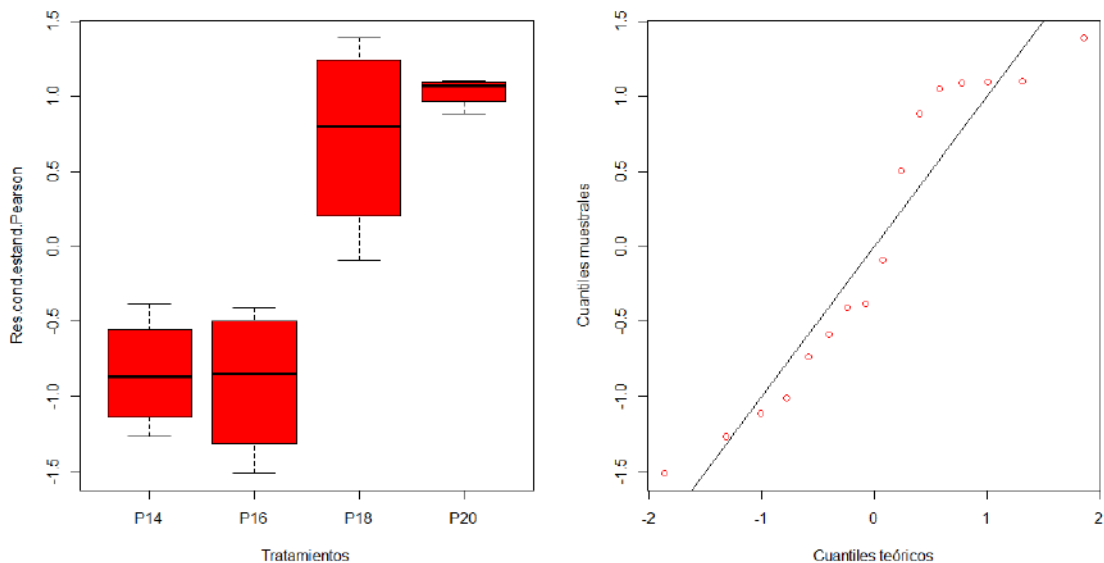 1.5
1.0
0.5
0.0
-0.5
-1.0
-1.5
Res.cond.estand.Pearson
P14 P16 P18 P20
Tratamientos
1.5
1.0
0.5
0.0
-0.5
-1.0
-1.5
Cuantiles muestrales
-2 -1 0 1 2
Cuantiles teóricos